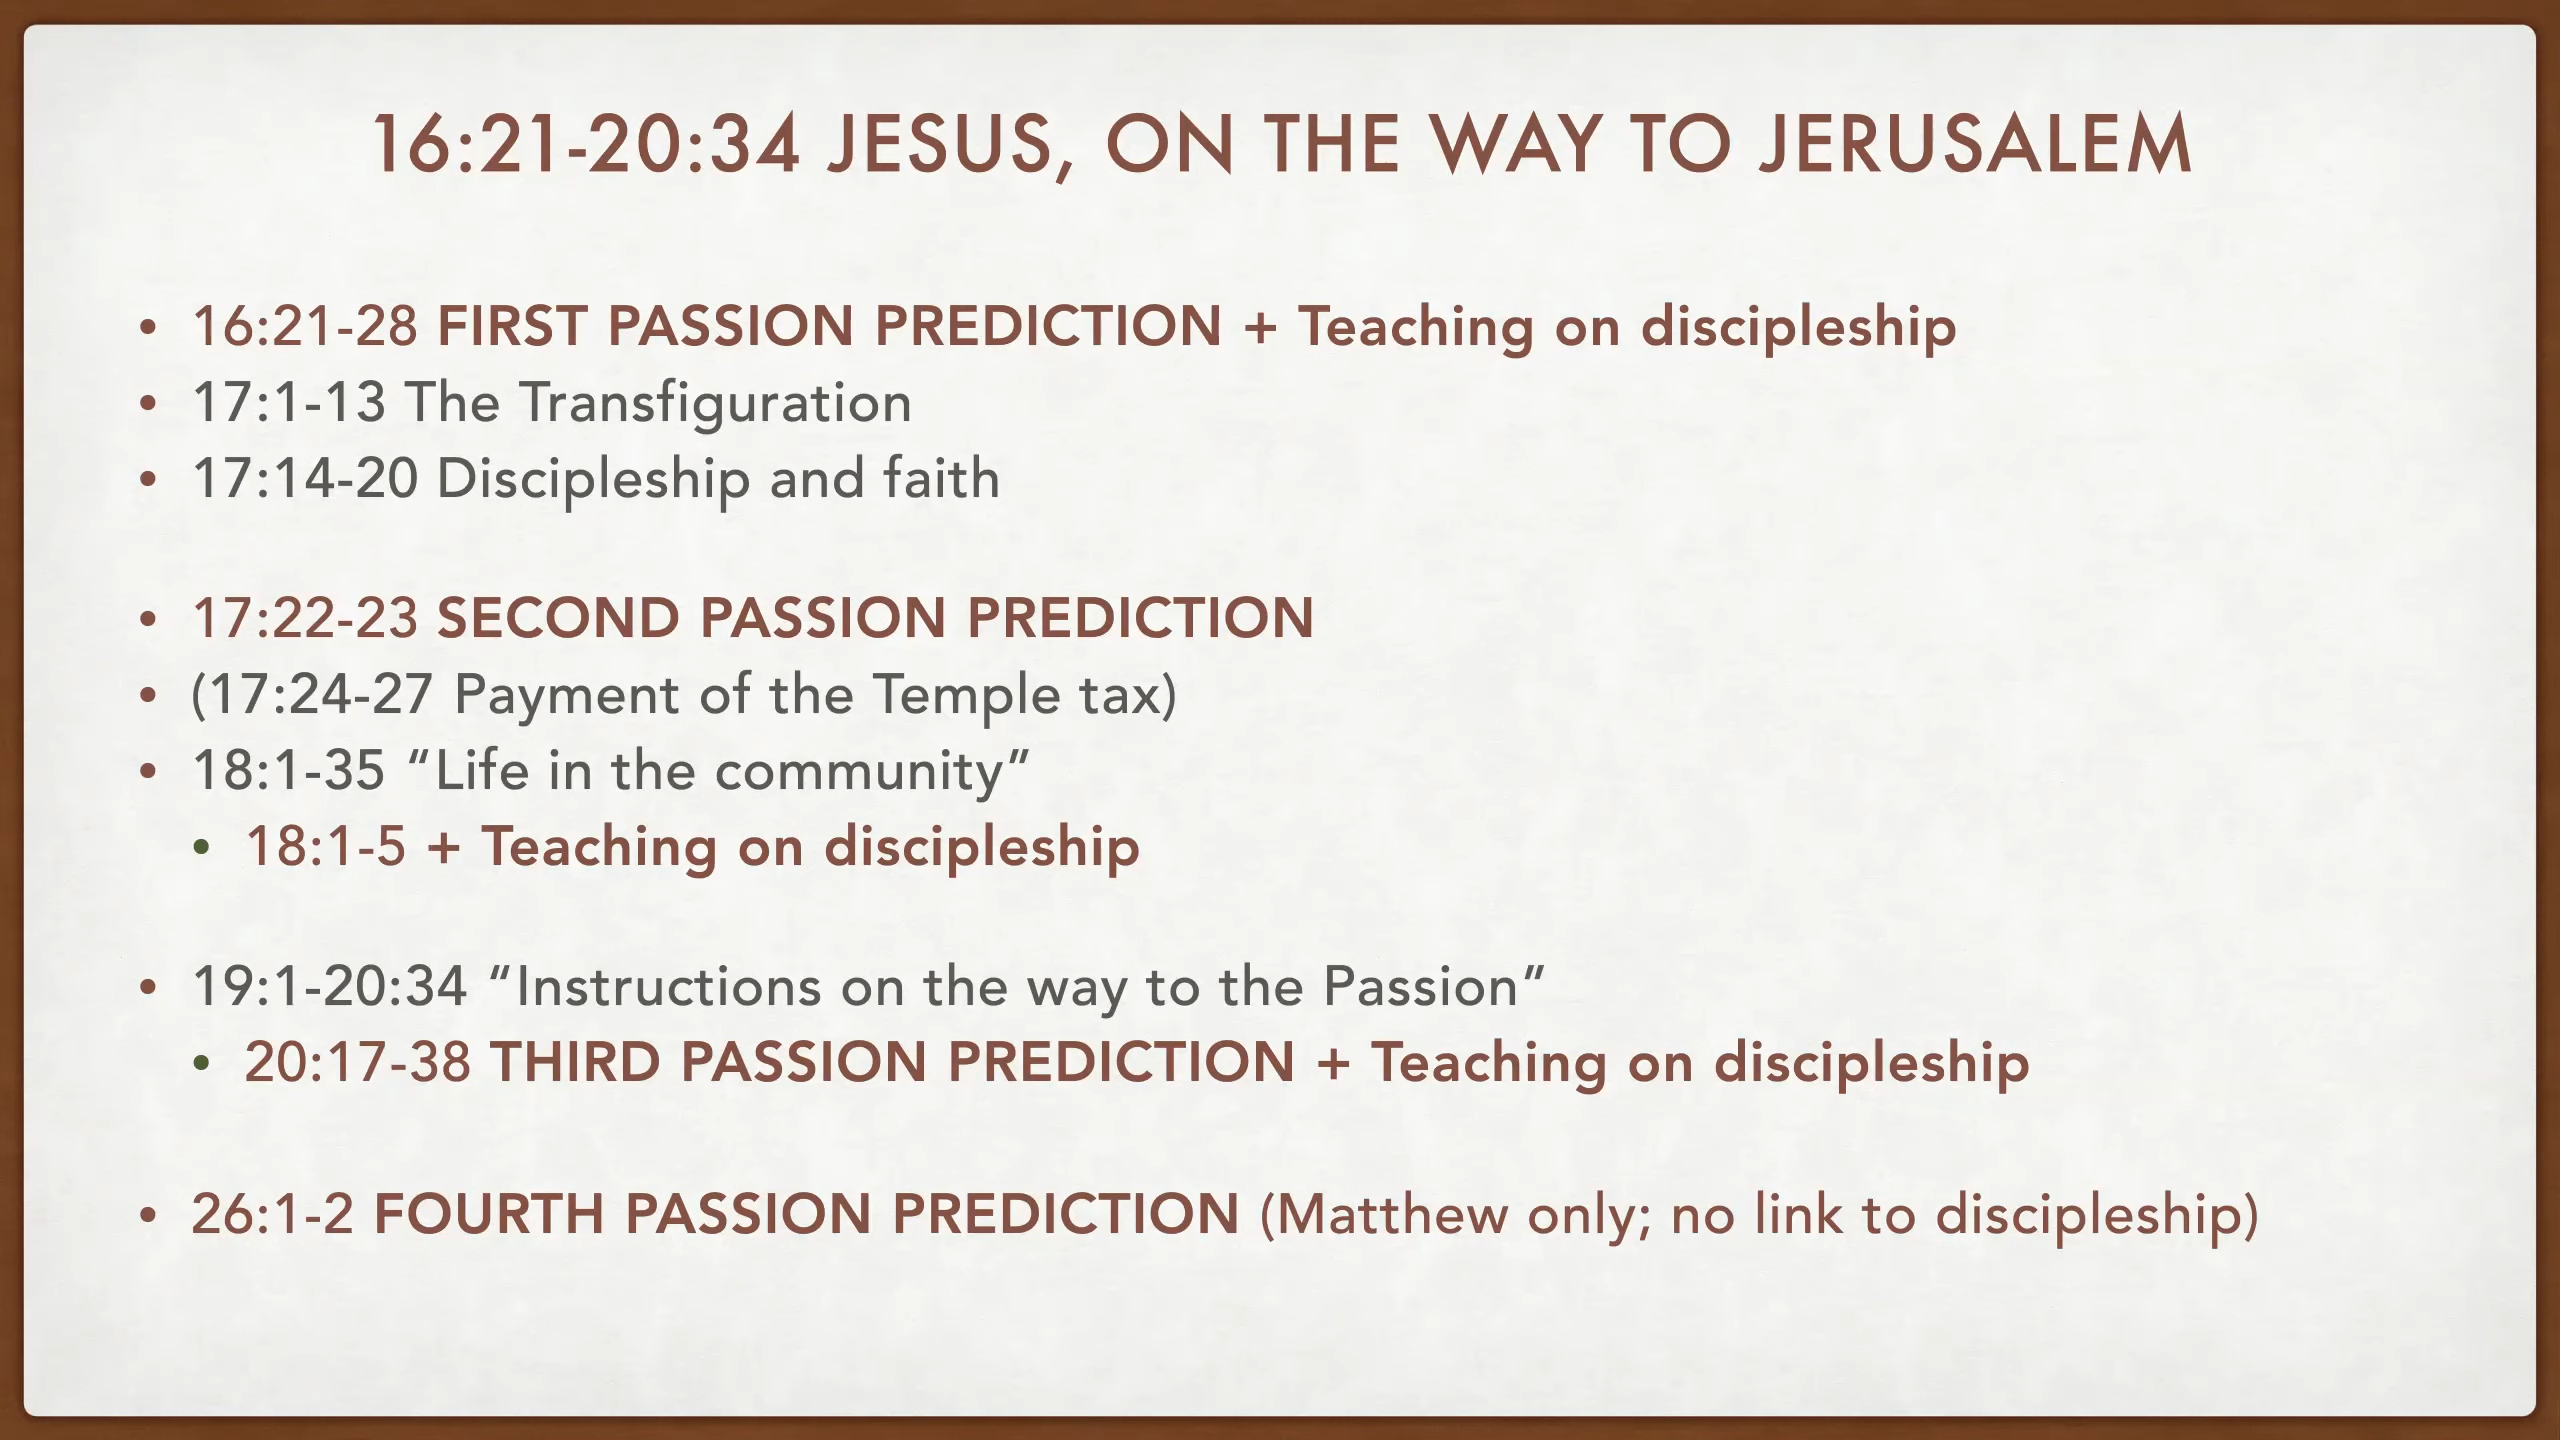 16:21-20:34 JESUS, ON THE WAY TO JERUSALEM
• 16:21-28 FIRST PASSION PREDICTION + Teaching on discipleship
• 17:1-13 The Transfiguration
• 17:14-20 Discipleship and faith
• 17:22-23 SECOND PASSION PREDICTION
• (17:24-27 Payment of the Temple tax)
• 18:1-35 “Life in the community”
• 18:1-5 + Teaching on discipleship
• 19:1-20:34 “Instructions on the way to the Passion”
• 20:17-38 THIRD PASSION PREDICTION + Teaching on discipleship
• 26:1-2 FOURTH PASSION PREDICTION (Matthew only; no link to discipleship)